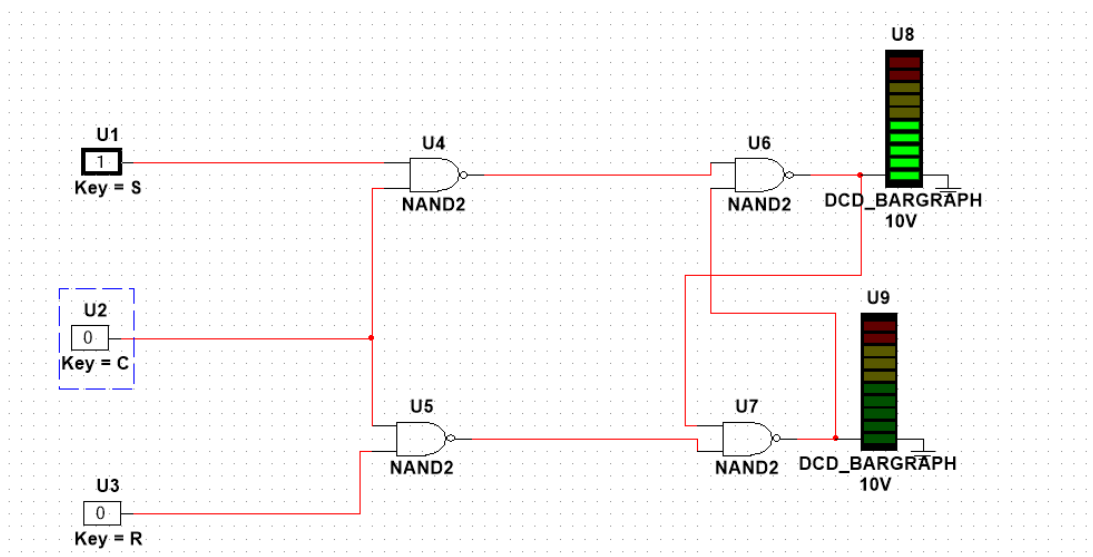 U8
U1
1
Key = S
U4
NAND2
U6
NAND2
DCD_BARGRAPH
10V
U2
0
Key = C
U9
U5
NAND2
U7
NAND2
DCD_BARGRAPH
10V
U3
0
Key = R